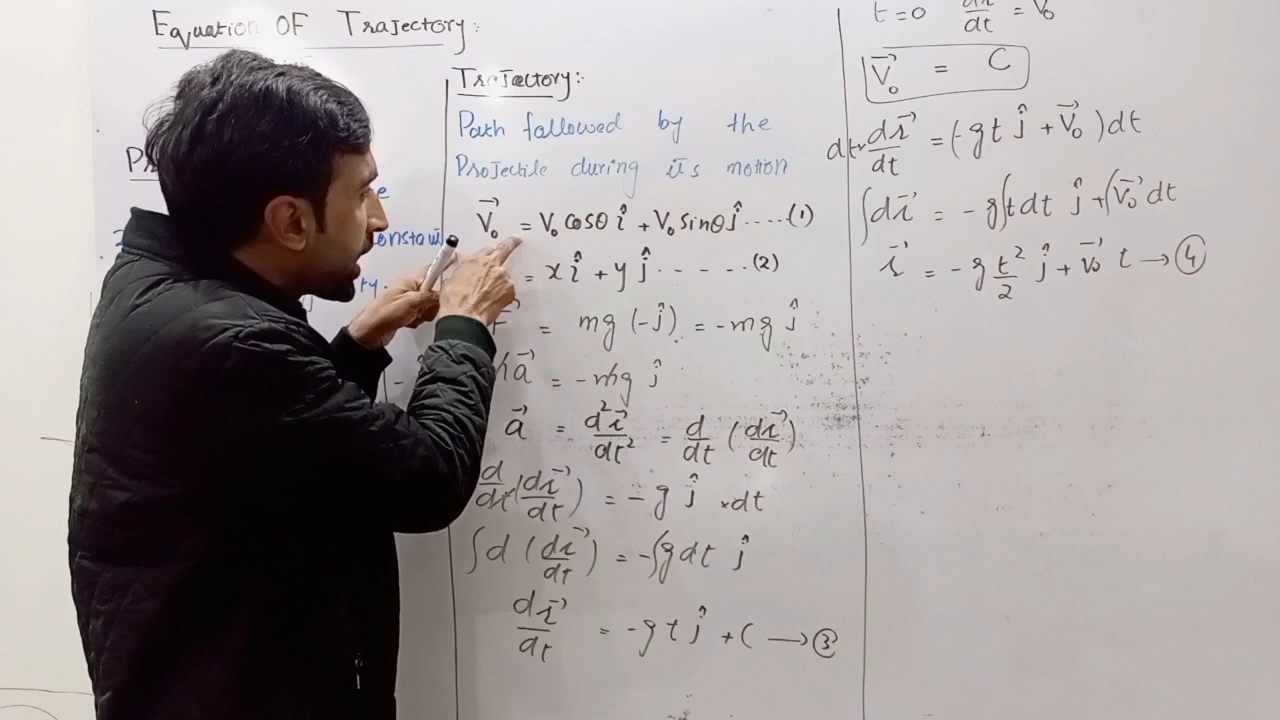 Equation OF Trajectory:
Trajectory:
Path followed by the
Projectile during its motion
V⃗₀ = V₀ cosθ î + V₀ sinθ ĵ ....(1)
= x î + y ĵ . - - - - ..(2)
F⃗ = mg (-ĵ) = -mg ĵ
a⃗ = -mg ĵ
a⃗ = d²r⃗/dt² = d/dt (dr⃗/dt)
d/dt (dr⃗/dt) = -g ĵ ×dt
∫d (dr⃗/dt) = -∫g dt ĵ
dr⃗/dt = -g t ĵ + C → ③
t=0 dr/dt = V₀
V⃗₀ = C
dt× dr⃗/dt = (-gt ĵ + V⃗₀) dt
∫dr⃗ = -g∫t dt ĵ + ∫V⃗₀ dt
r⃗ = -g t²/2 ĵ + V⃗₀ t → ④